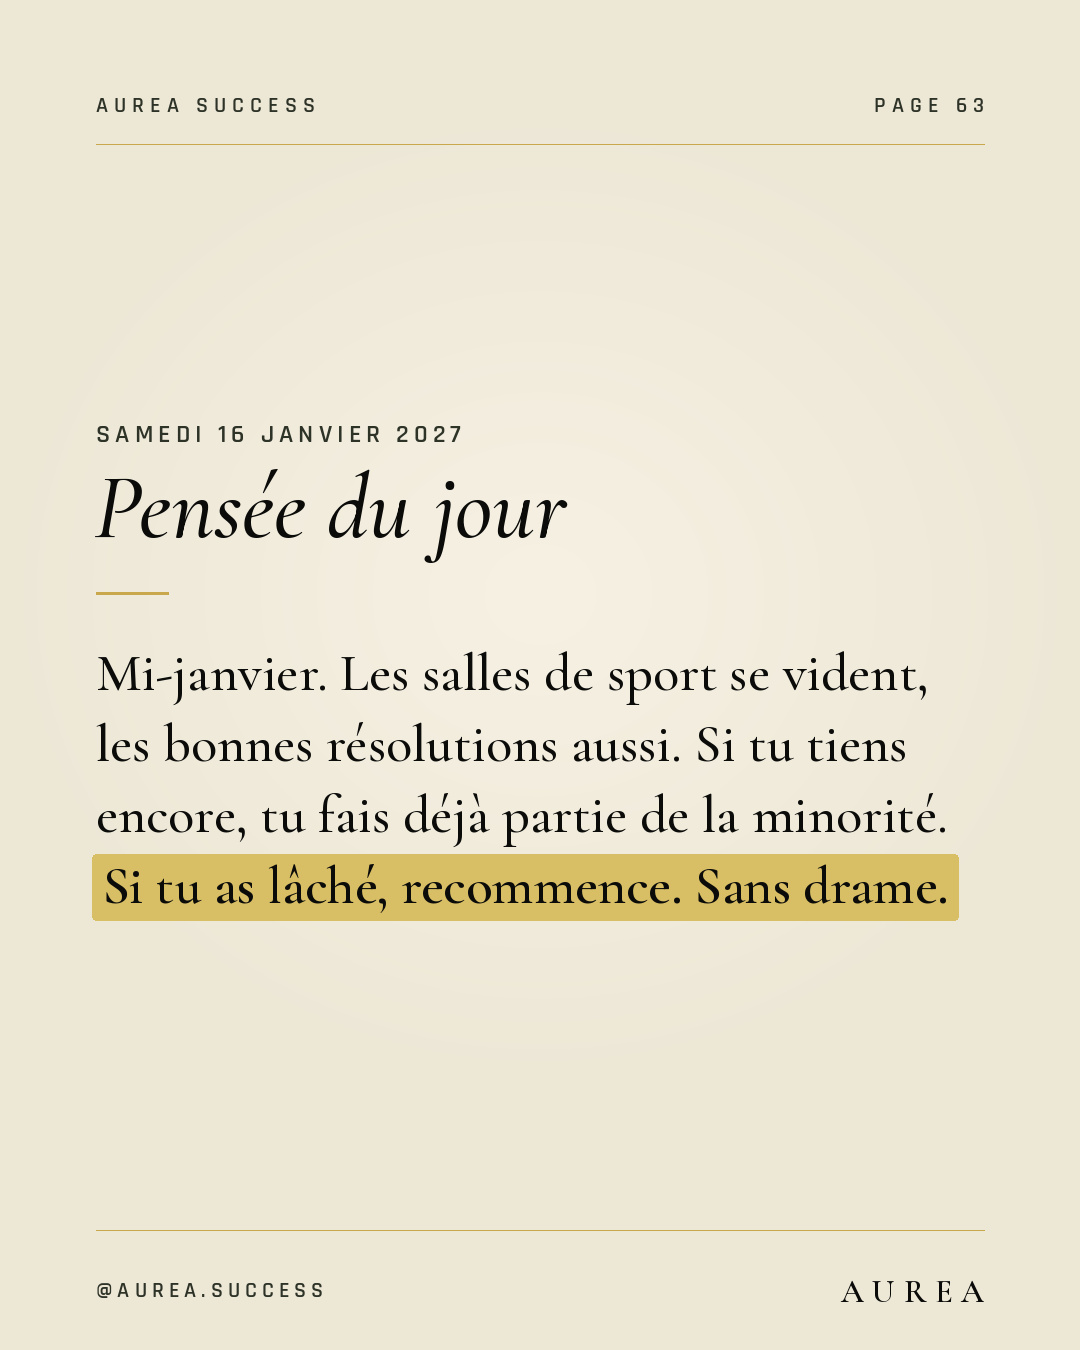 AUREA SUCCESS
PAGE 63
SAMEDI 16 JANVIER 2027
Pensée du jour
Mi-janvier. Les salles de sport se vident,
les bonnes résolutions aussi. Si tu tiens
encore, tu fais déjà partie de la minorité.
Si tu as lâché, recommence. Sans drame.
@AUREA.SUCCESS
AUREA